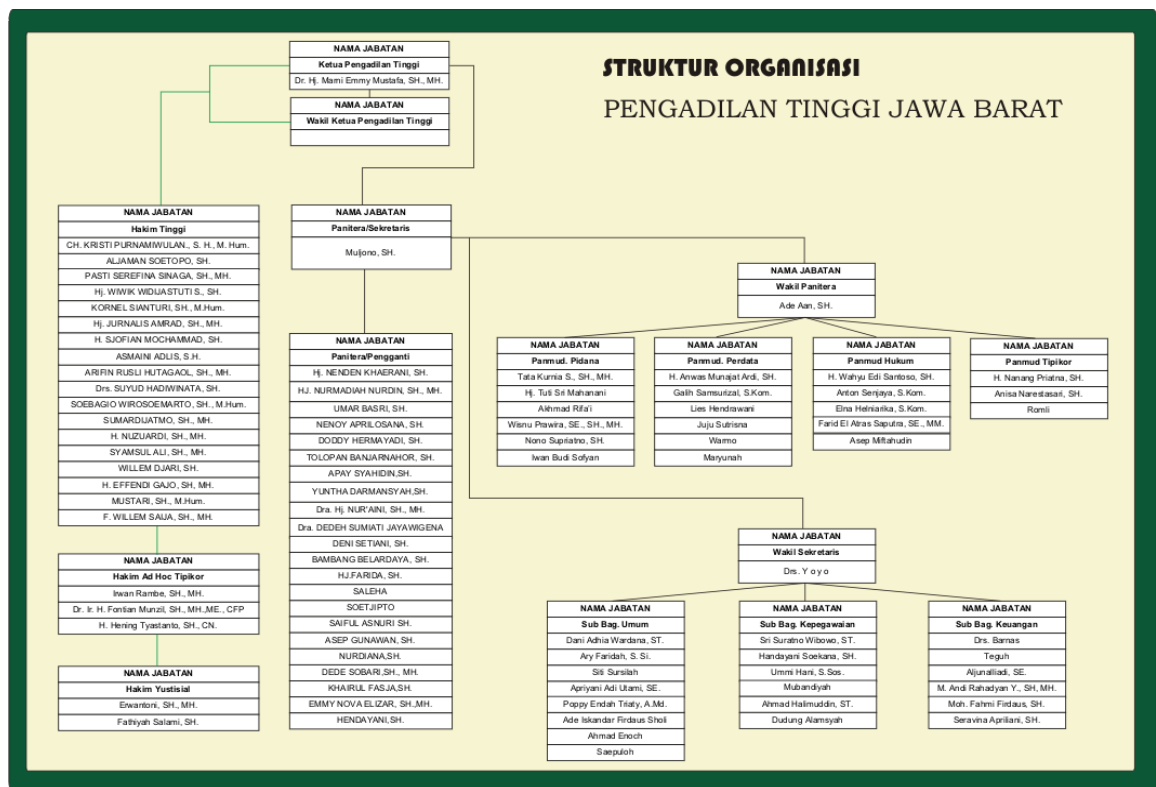 STRUKTUR ORGANISASI
PENGADILAN TINGGI JAWA BARAT
NAMA JABATAN
Ketua Pengadilan Tinggi
Dr. Hj. Marni Emmy Mustafa, SH., MH.
NAMA JABATAN
Wakil Ketua Pengadilan Tinggi
NAMA JABATAN
Hakim Tinggi
CH. KRISTI PURNAMIWULAN., S. H., M. Hum.
ALJAMAN SOETOPO, SH.
PASTI SEREFINA SINAGA, SH., MH.
Hj. WIWIK WIDIJASTUTI S., SH.
KORNEL SIANTURI, SH., M.Hum.
Hj. JURNALIS AMRAD, SH., MH.
H. SJOFIAN MOCHAMMAD, SH.
ASMAINI ADLIS, S.H.
ARIFIN RUSLI HUTAGAOL, SH., MH.
Drs. SUYUD HADIWINATA, SH.
SOEBAGIO WIROSOEMARTO, SH., M.Hum.
SUMARDIJATMO, SH., MH.
H. NUZUARDI, SH., MH.
SYAMSUL ALI, SH., MH.
WILLEM DJARI, SH.
H. EFFENDI GAJO, SH, MH.
MUSTARI, SH., M.Hum.
F. WILLEM SAIJA, SH., MH.
NAMA JABATAN
Hakim Ad Hoc Tipikor
Irwan Rambe, SH., MH.
Dr. Ir. H. Fontian Munzil, SH., MH.,ME., CFP
H. Hening Tyastanto, SH., CN.
NAMA JABATAN
Hakim Yustisial
Erwantoni, SH., MH.
Fathiyah Salami, SH.
NAMA JABATAN
Panitera/Sekretaris
Muljono, SH.
NAMA JABATAN
Panitera/Pengganti
Hj. NENDEN KHAERANI, SH.
HJ. NURMADIAH NURDIN, SH., MH.
UMAR BASRI, SH.
NENOY APRILOSANA, SH.
DODDY HERMAYADI, SH.
TOLOPAN BANJARNAHOR, SH.
APAY SYAHIDIN,SH.
YUNTHA DARMANSYAH,SH.
Dra. Hj. NUR'AINI, SH., MH.
Dra. DEDEH SUMIATI JAYAWIGENA
DENI SETIANI, SH.
BAMBANG BELARDAYA, SH.
HJ.FARIDA, SH.
SALEHA
SOETJIPTO
SAIFUL ASNURI SH.
ASEP GUNAWAN, SH.
NURDIANA,SH.
DEDE SOBARI,SH., MH.
KHAIRUL FASJA,SH.
EMMY NOVA ELIZAR, SH.,MH.
HENDAYANI,SH.
NAMA JABATAN
Wakil Panitera
Ade Aan, SH.
NAMA JABATAN
Panmud. Pidana
Tata Kurnia S., SH., MH.
Hj. Tuti Sri Mahanani
Akhmad Rifa'i
Wisnu Prawira, SE., SH., MH.
Nono Supriatno, SH.
Iwan Budi Sofyan
NAMA JABATAN
Panmud. Perdata
H. Anwas Munajat Ardi, SH.
Galih Samsurizal, S.Kom.
Lies Hendrawani
Juju Sutrisna
Warmo
Maryunah
NAMA JABATAN
Panmud Hukum
H. Wahyu Edi Santoso, SH.
Anton Senjaya, S.Kom.
Elna Helniarika, S.Kom.
Farid El Atras Saputra, SE., MM.
Asep Miftahudin
NAMA JABATAN
Panmud Tipikor
H. Nanang Priatna, SH.
Anisa Narestasari, SH.
Romli
NAMA JABATAN
Wakil Sekretaris
Drs. Y o y o
NAMA JABATAN
Sub Bag. Umum
Dani Adhia Wardana, ST.
Ary Faridah, S. Si.
Siti Sursilah
Apriyani Adi Utami, SE.
Poppy Endah Triaty, A.Md.
Ade Iskandar Firdaus Sholi
Ahmad Enoch
Saepuloh
NAMA JABATAN
Sub Bag. Kepegawaian
Sri Suratno Wibowo, ST.
Handayani Soekana, SH.
Ummi Hani, S.Sos.
Mubandiyah
Ahmad Halimuddin, ST.
Dudung Alamsyah
NAMA JABATAN
Sub Bag. Keuangan
Drs. Barnas
Teguh
Aljunalliadi, SE.
M. Andi Rahadyan Y., SH, MH.
Moh. Fahmi Firdaus, SH.
Seravina Apriliani, SH.